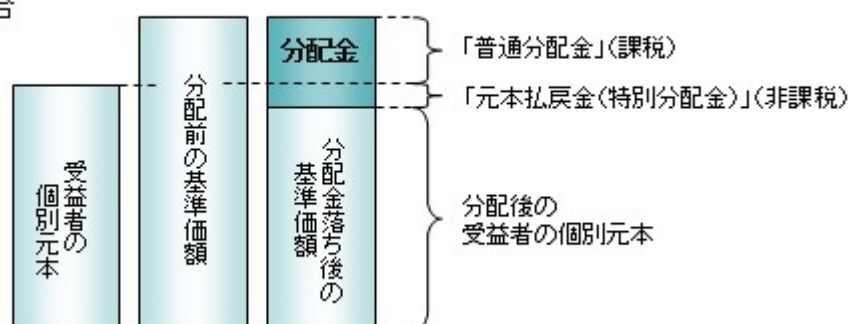 合
分配金
「普通分配金」(課税)
「元本払戻金(特別分配金)」(非課税)
受益者の
個別元本
分配前の基準価額
分配金落ち後の
基準価額
分配後の
受益者の個別元本